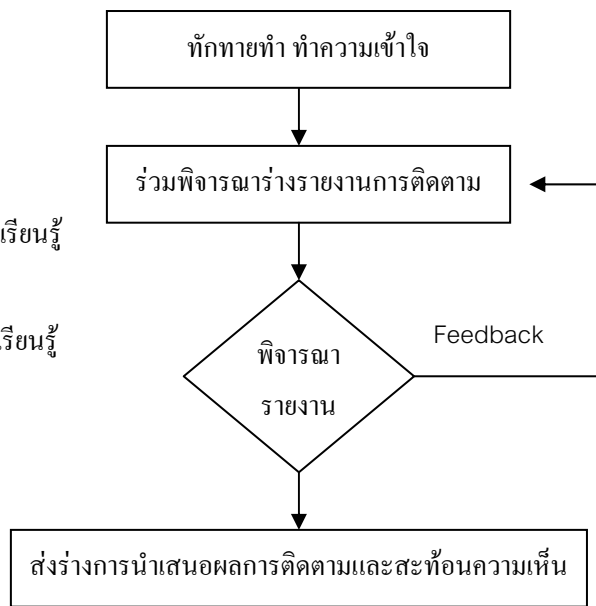 ทักทายทำ ทำความเข้าใจ
ร่วมพิจารณาร่างรายงานการติดตาม
เรียนรู้
เรียนรู้
Feedback
พิจารณา
รายงาน
ส่งร่างการนำเสนอผลการติดตามและสะท้อนความเห็น